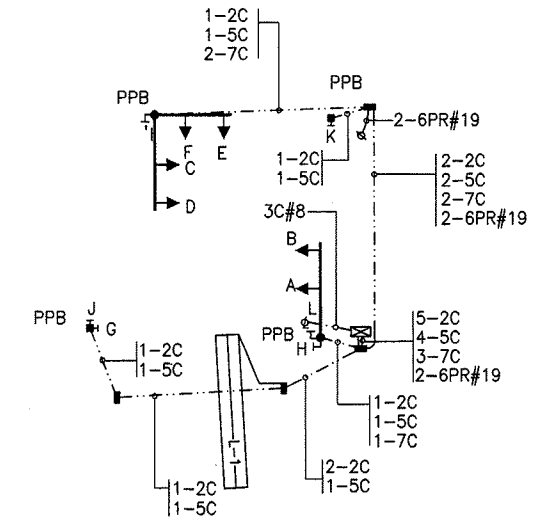 1-2C
1-5C
2-7C
PPB
PPB
2-6PR#19
K
F
E
C
D
1-2C
1-5C
2-2C
2-5C
2-7C
2-6PR#19
3C#8
B
A
L
J
PPB
G
PPB
H
5-2C
4-5C
3-7C
2-6PR#19
1-2C
1-5C
1-2C
1-5C
1-7C
L-1
2-2C
1-5C
1-2C
1-5C